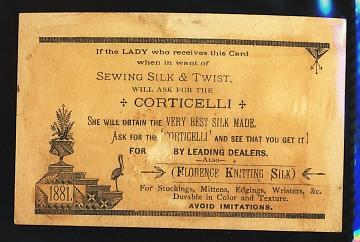 If the LADY who receives this Card
when in want of
SEWING SILK & TWIST,
WILL ASK FOR THE
CORTICELLI
SHE WILL OBTAIN THE VERY BEST SILK MADE.
ASK FOR THE "CORTICELLI" AND SEE THAT YOU GET IT
FOR BY LEADING DEALERS.
—ALSO—
(FLORENCE KNITTING SILK)
For Stockings, Mittens, Edgings, Wristers, &c.
Durable in Color and Texture.
AVOID IMITATIONS.
1881.